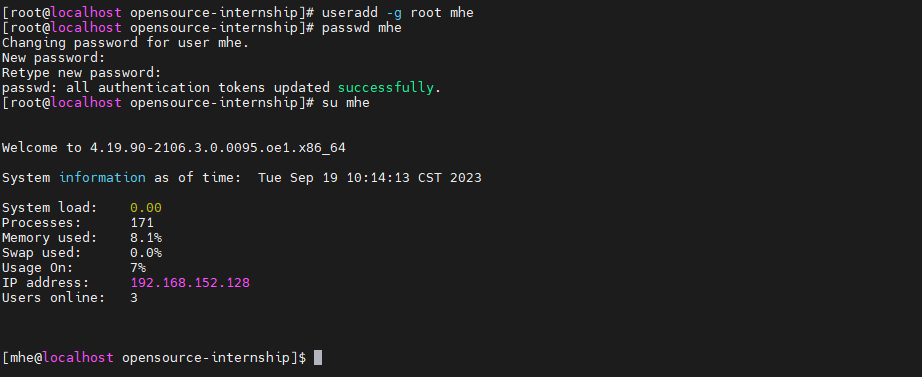 [root@localhost opensource-internship]# useradd -g root mhe
[root@localhost opensource-internship]# passwd mhe
Changing password for user mhe.
New password:
Retype new password:
passwd: all authentication tokens updated successfully.
[root@localhost opensource-internship]# su mhe
Welcome to 4.19.90-2106.3.0.0095.oe1.x86_64
System information as of time:  Tue Sep 19 10:14:13 CST 2023
System load:    0.00
Processes:      171
Memory used:    8.1%
Swap used:      0.0%
Usage On:       7%
IP address:     192.168.152.128
Users online:   3
[mhe@localhost opensource-internship]$